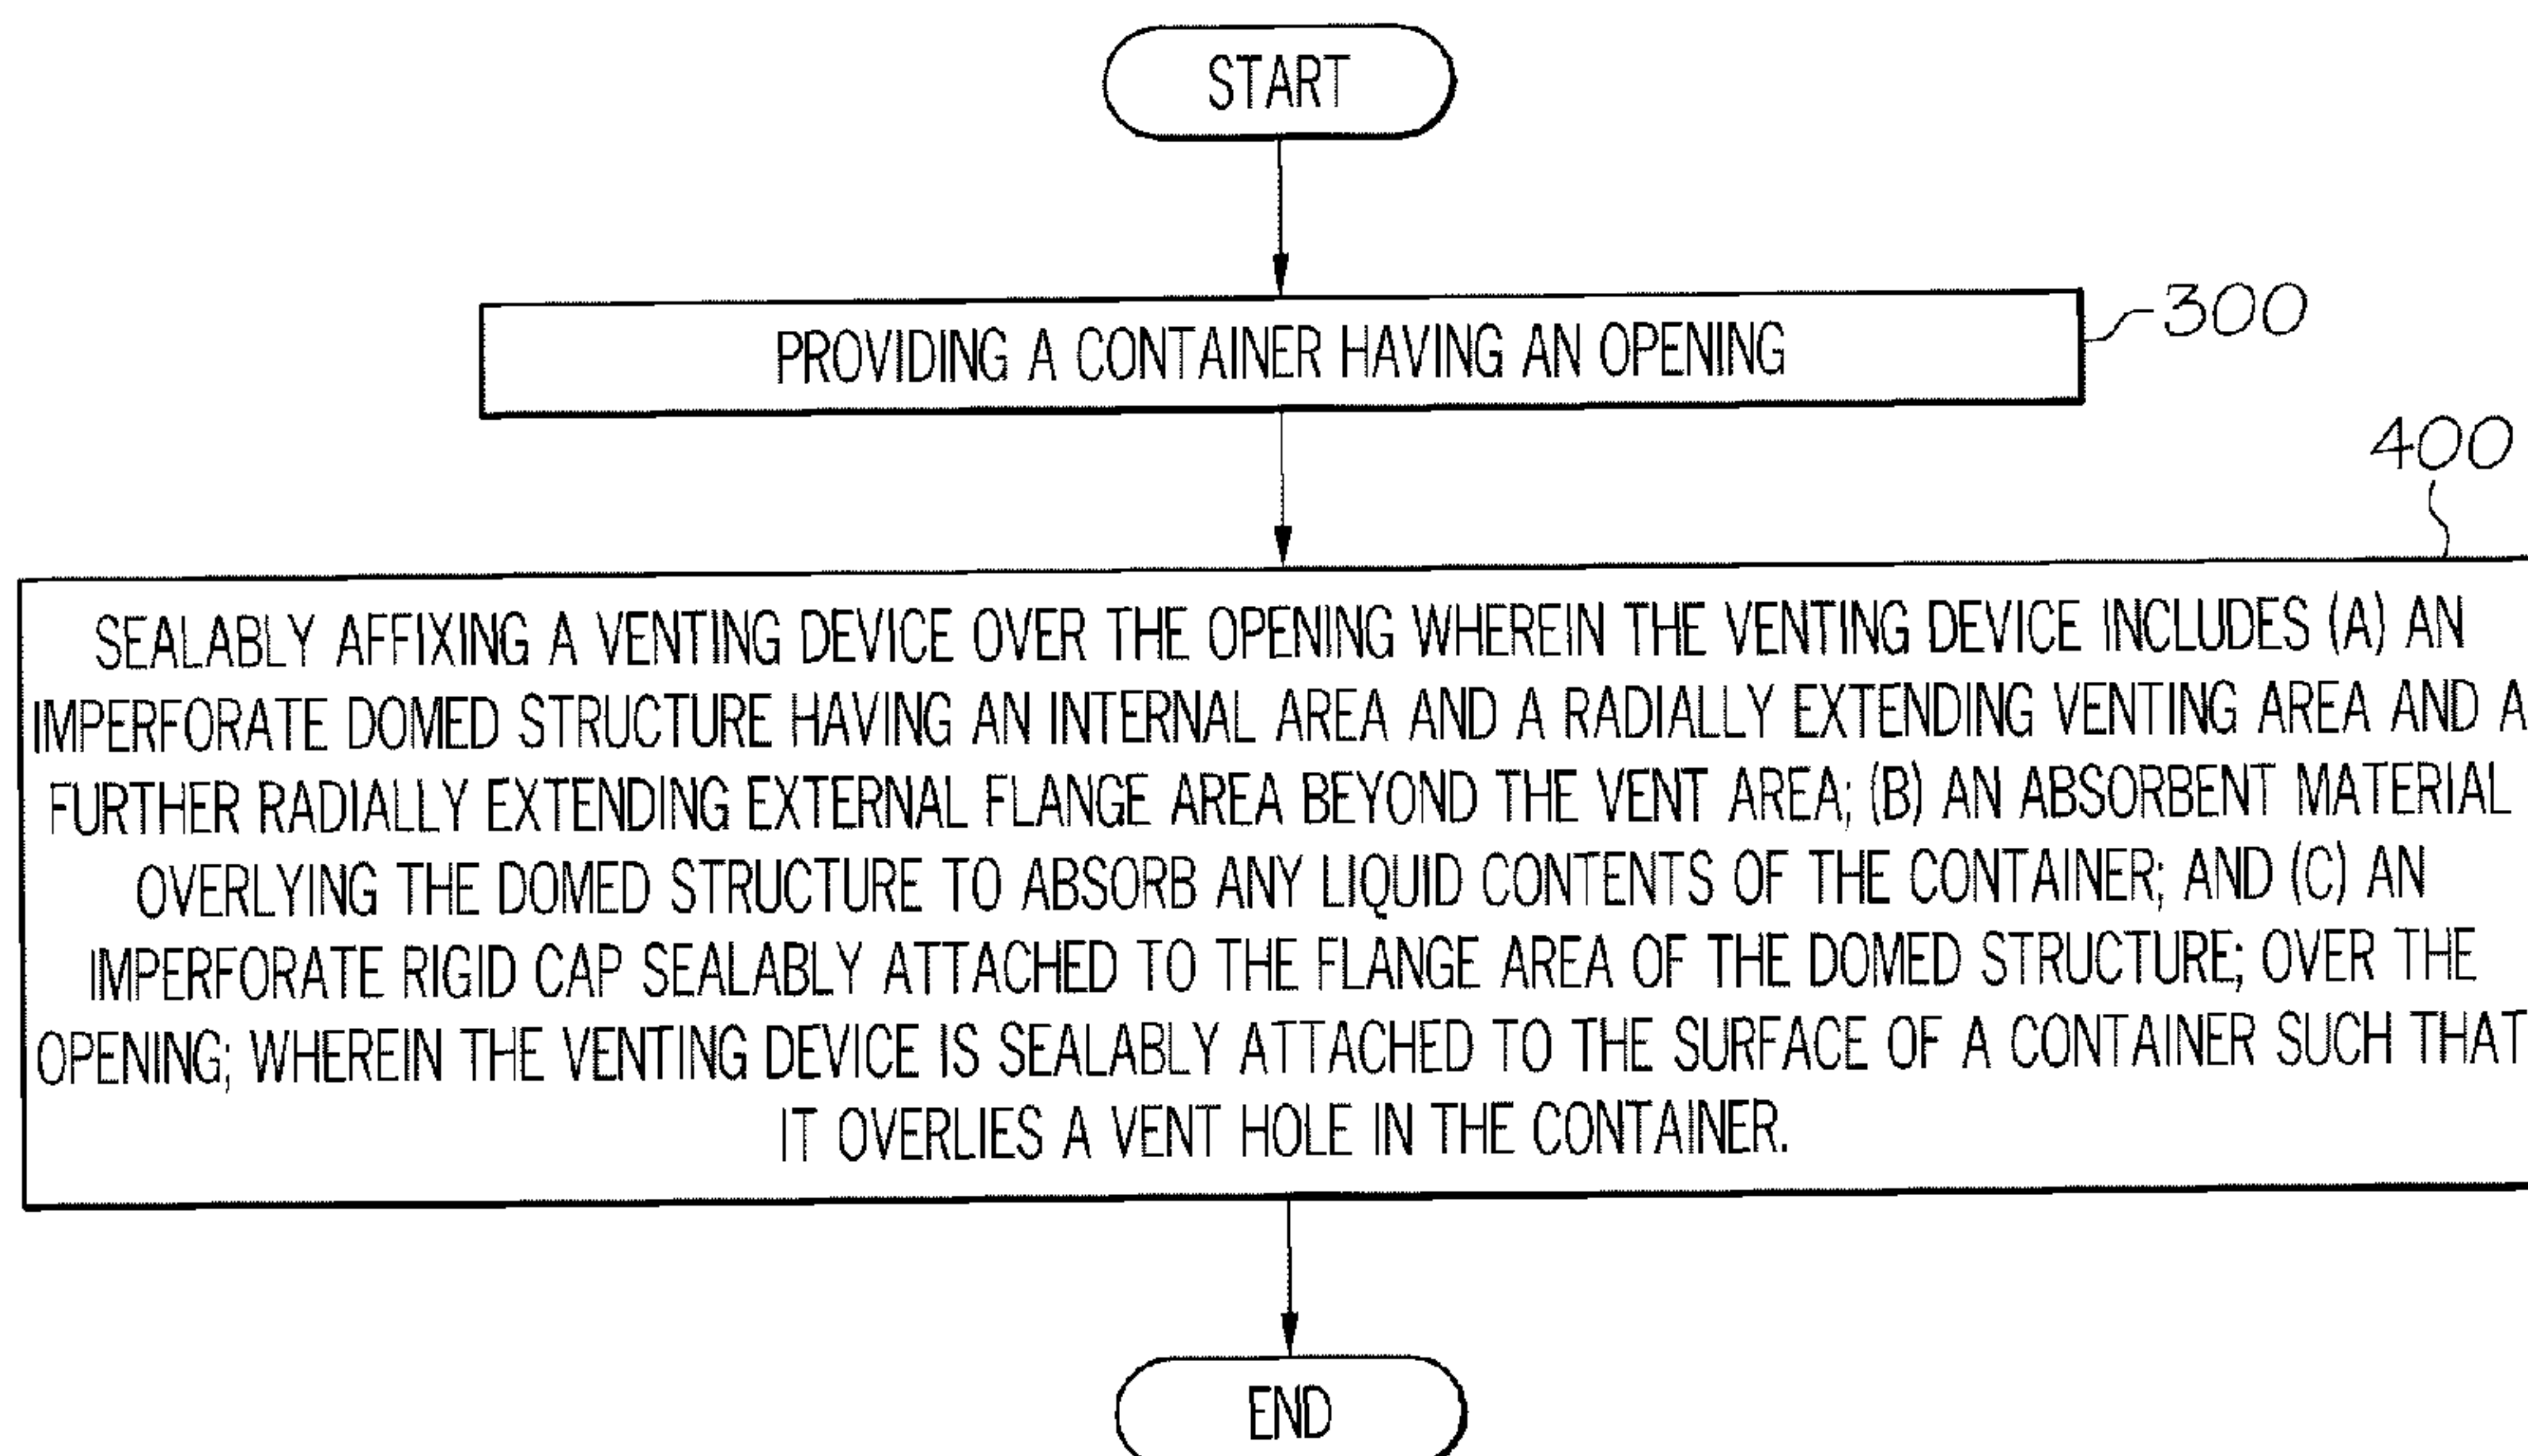 START
PROVIDING A CONTAINER HAVING AN OPENING
300
400
SEALABLY AFFIXING A VENTING DEVICE OVER THE OPENING WHEREIN THE VENTING DEVICE INCLUDES (A) AN
IMPERFORATE DOMED STRUCTURE HAVING AN INTERNAL AREA AND A RADIALLY EXTENDING VENTING AREA AND A
FURTHER RADIALLY EXTENDING EXTERNAL FLANGE AREA BEYOND THE VENT AREA; (B) AN ABSORBENT MATERIAL
OVERLYING THE DOMED STRUCTURE TO ABSORB ANY LIQUID CONTENTS OF THE CONTAINER; AND (C) AN
IMPERFORATE RIGID CAP SEALABLY ATTACHED TO THE FLANGE AREA OF THE DOMED STRUCTURE; OVER THE
OPENING; WHEREIN THE VENTING DEVICE IS SEALABLY ATTACHED TO THE SURFACE OF A CONTAINER SUCH THAT
IT OVERLIES A VENT HOLE IN THE CONTAINER.
END